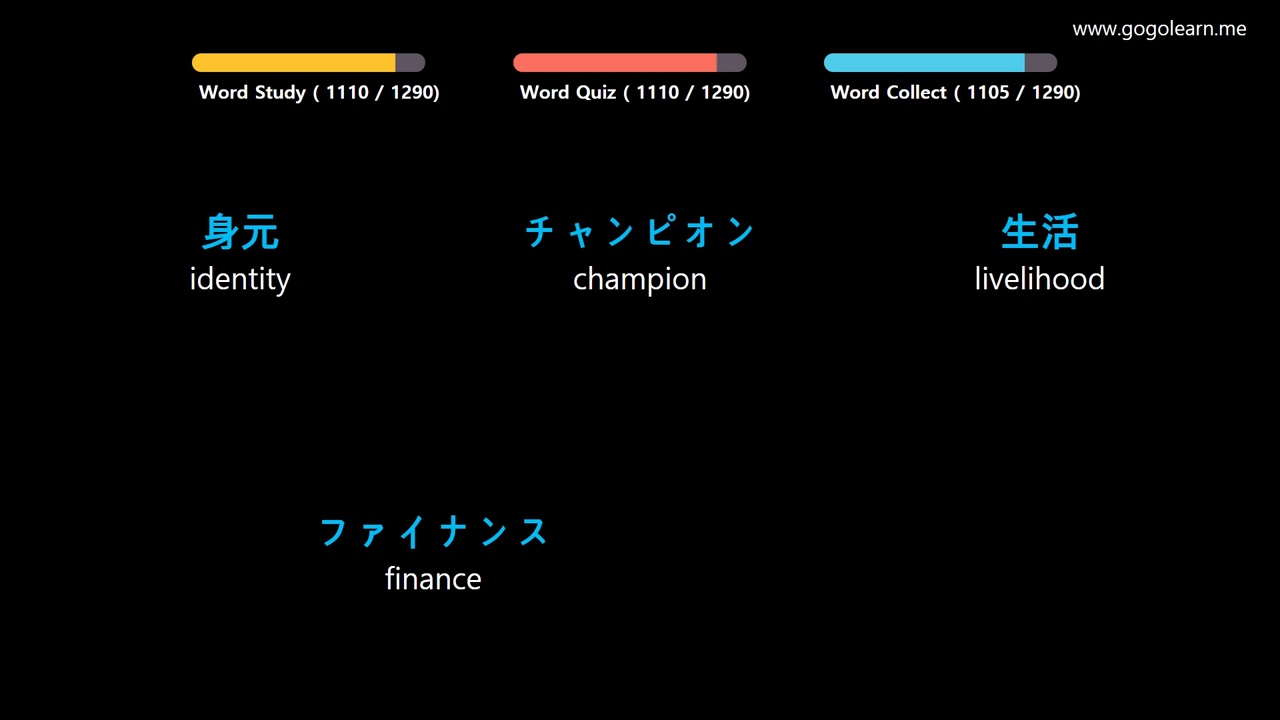 www.gogolearn.me
Word Study ( 1110 / 1290)
Word Quiz ( 1110 / 1290)
Word Collect ( 1105 / 1290)
身元
identity
チャンピオン
champion
生活
livelihood
ファイナンス
finance